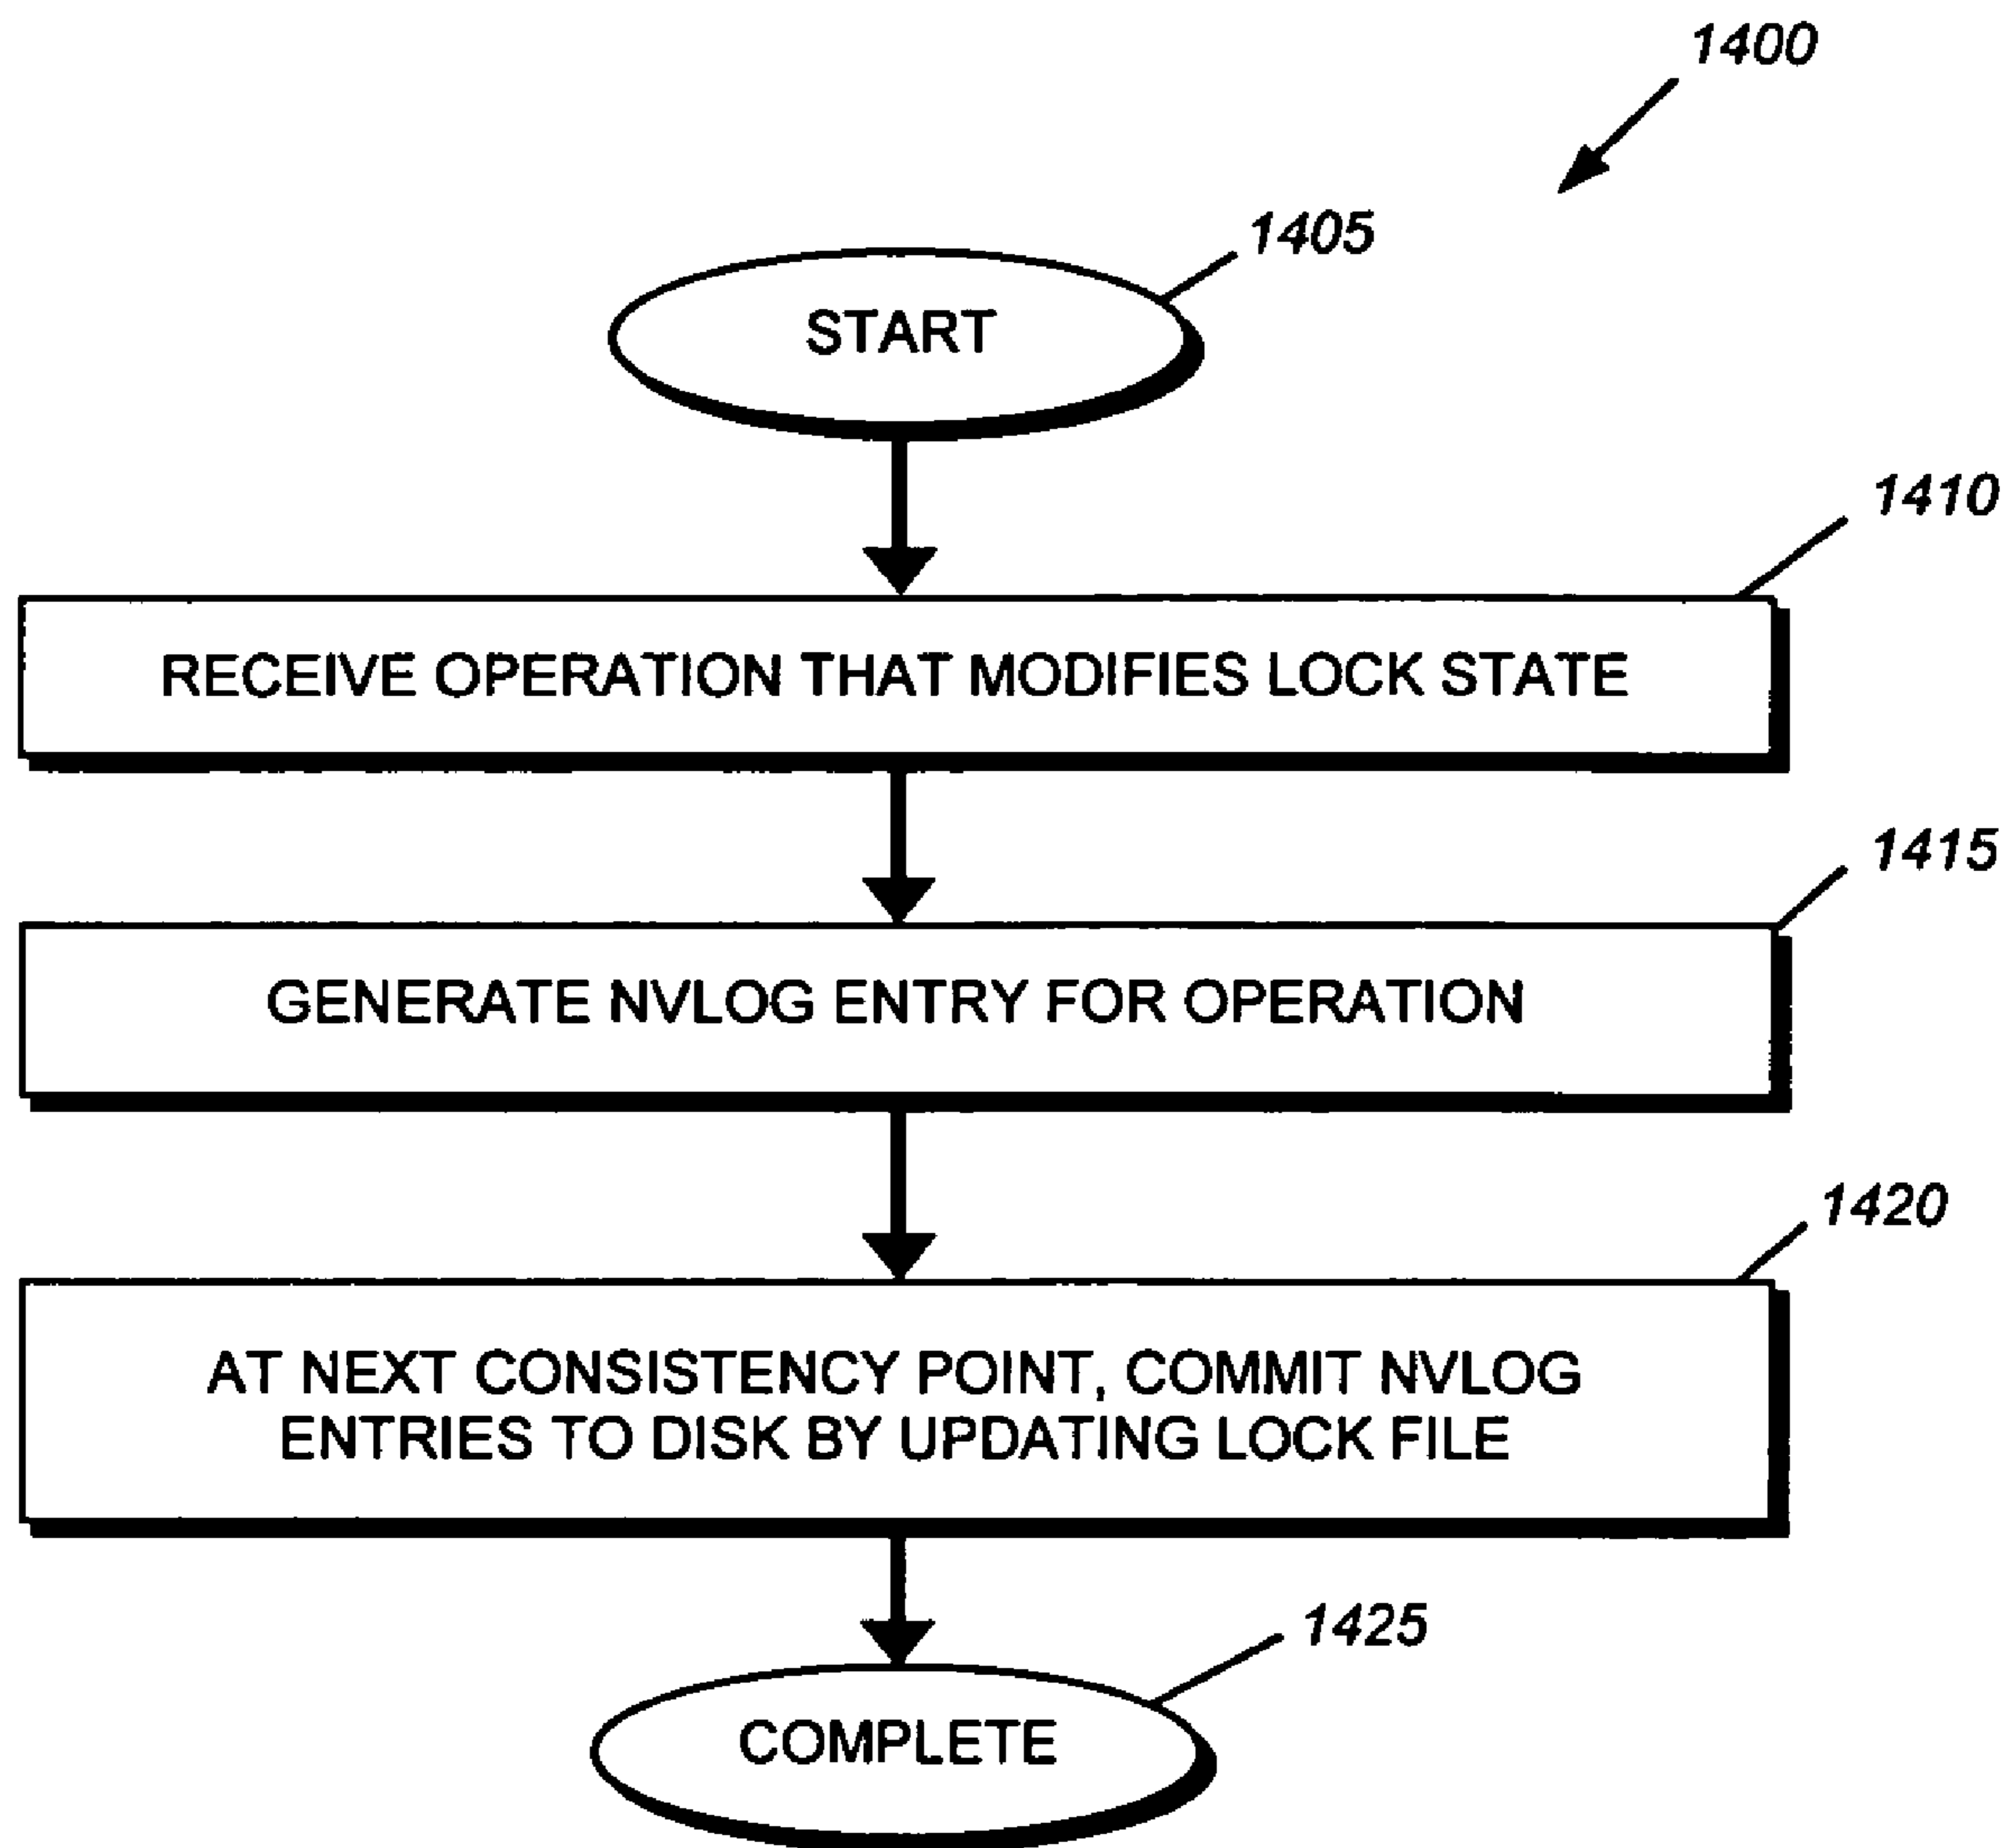 1400
1405
START
1410
RECEIVE OPERATION THAT MODIFIES LOCK STATE
1415
GENERATE NVLOG ENTRY FOR OPERATION
1420
AT NEXT CONSISTENCY POINT, COMMIT NVLOG
ENTRIES TO DISK BY UPDATING LOCK FILE
1425
COMPLETE